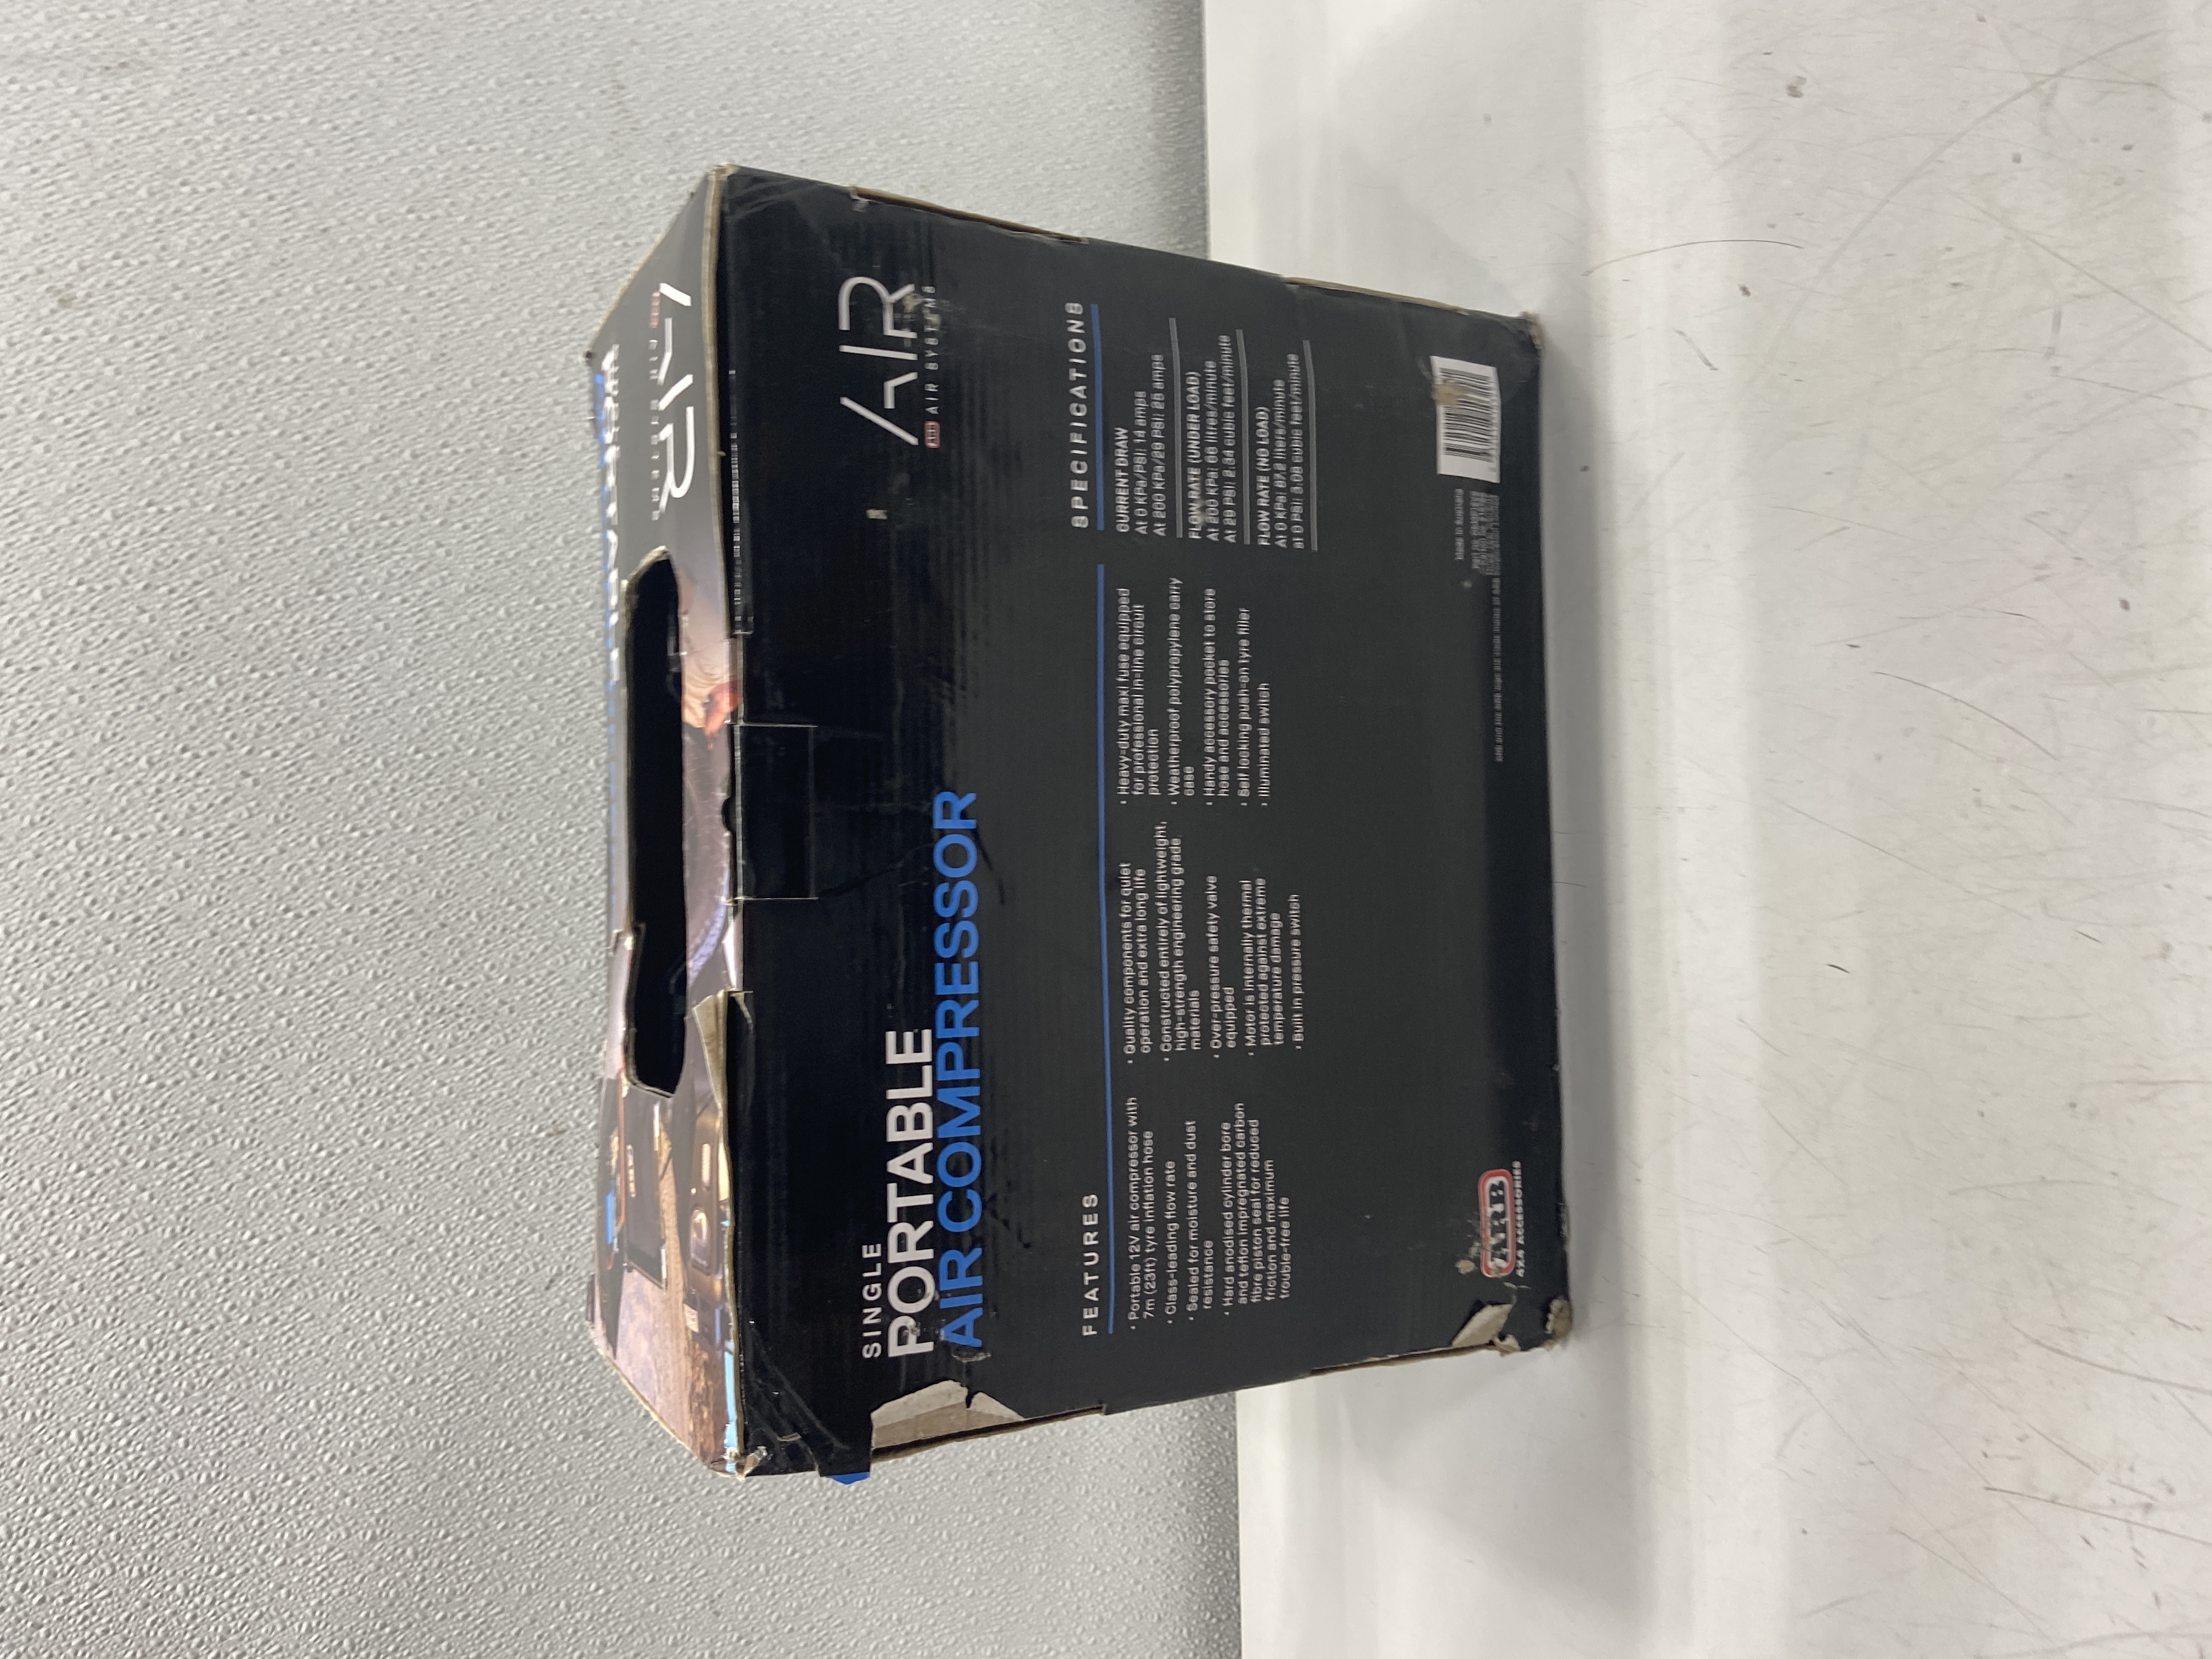 AIR
PORTABLE
SINGLE
PORTABLE
AIR COMPRESSOR
AIR
ARB AIR SYSTEMS
FEATURES
• Portable 12V air compressor with
7m (23ft) tyre inflation hose
• Class-leading flow rate
• Sealed for moisture and dust
resistance
• Hard anodised cylinder bore
and teflon impregnated carbon
fibre piston seal for reduced
friction and maximum
trouble-free life
• Quality components for quiet
operation and extra long life
• Constructed entirely of lightweight,
high-strength engineering grade
materials
• Over-pressure safety valve
equipped
• Motor is internally thermal
protected against extreme
temperature damage
• Built in pressure switch
• Heavy-duty maxi fuse equipped
for professional in-line circuit
protection
• Weatherproof polypropylene carry
case
• Handy accessory pocket to store
hose and accessories
• Self locking push-on tyre filler
• Illuminated switch
SPECIFICATIONS
CURRENT DRAW
At 0 KPa/PSI: 14 amps
At 200 KPa/29 PSI: 25 amps
FLOW RATE (UNDER LOAD)
At 200 KPa: 66 litres/minute
At 29 PSI: 2.34 cubic feet/minute
FLOW RATE (NO LOAD)
At 0 KPa: 87.2 liters/minute
at 0 PSI: 3.08 cubic feet/minute
ARB
4X4 ACCESSORIES
Made in Australia